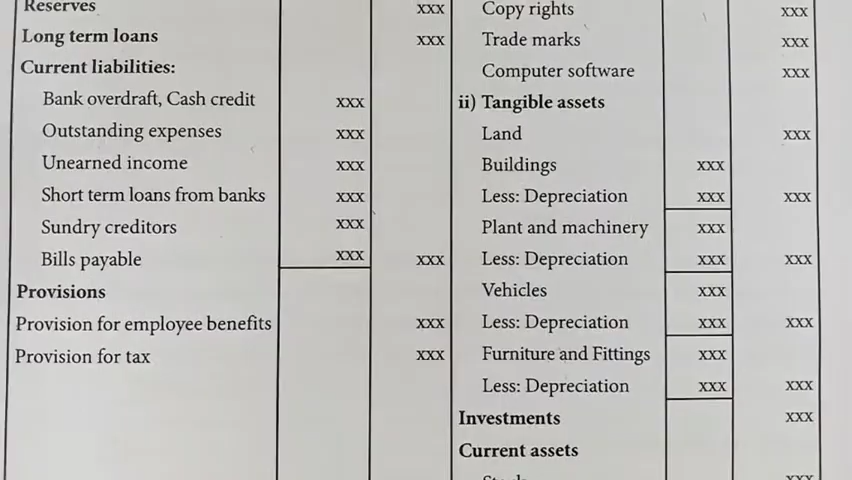 Reserves xxx
Long term loans xxx
Current liabilities:
Bank overdraft, Cash credit xxx
Outstanding expenses xxx
Unearned income xxx
Short term loans from banks xxx
Sundry creditors xxx
Bills payable xxx xxx
Provisions
Provision for employee benefits xxx
Provision for tax xxx
Copy rights xxx
Trade marks xxx
Computer software xxx
ii) Tangible assets
Land xxx
Buildings xxx
Less: Depreciation xxx xxx
Plant and machinery xxx
Less: Depreciation xxx xxx
Vehicles xxx
Less: Depreciation xxx xxx
Furniture and Fittings xxx
Less: Depreciation xxx xxx
Investments xxx
Current assets
Stock xxx